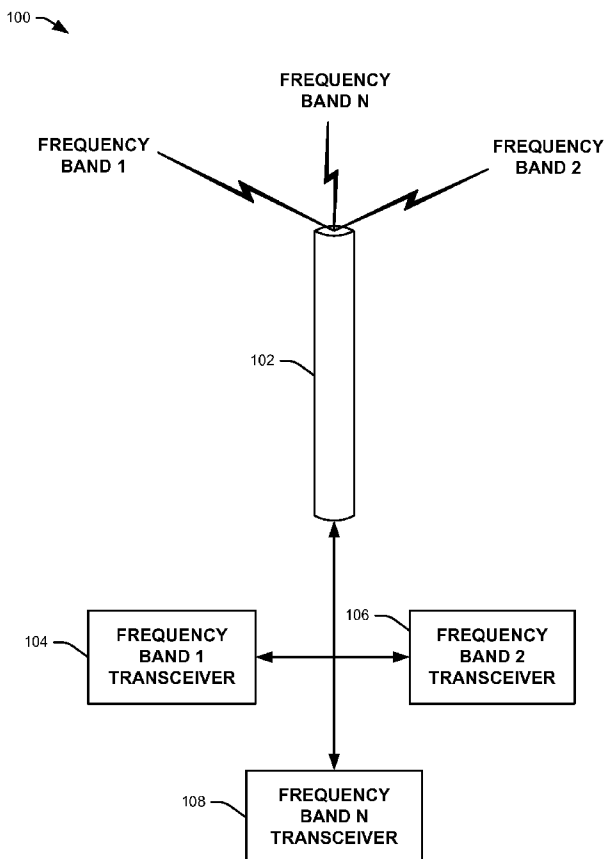 100
FREQUENCY
BAND N
FREQUENCY
BAND 1
FREQUENCY
BAND 2
102
104
FREQUENCY
BAND 1
TRANSCEIVER
106
FREQUENCY
BAND 2
TRANSCEIVER
108
FREQUENCY
BAND N
TRANSCEIVER